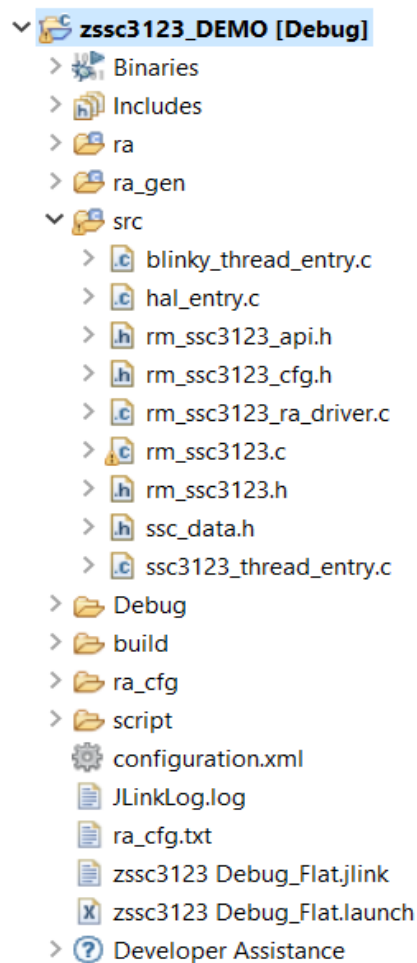 zssc3123_DEMO [Debug]
Binaries
Includes
ra
ra_gen
src
blinky_thread_entry.c
hal_entry.c
rm_ssc3123_api.h
rm_ssc3123_cfg.h
rm_ssc3123_ra_driver.c
rm_ssc3123.c
rm_ssc3123.h
ssc_data.h
ssc3123_thread_entry.c
Debug
build
ra_cfg
script
configuration.xml
JLinkLog.log
ra_cfg.txt
zssc3123 Debug_Flat.jlink
zssc3123 Debug_Flat.launch
Developer Assistance